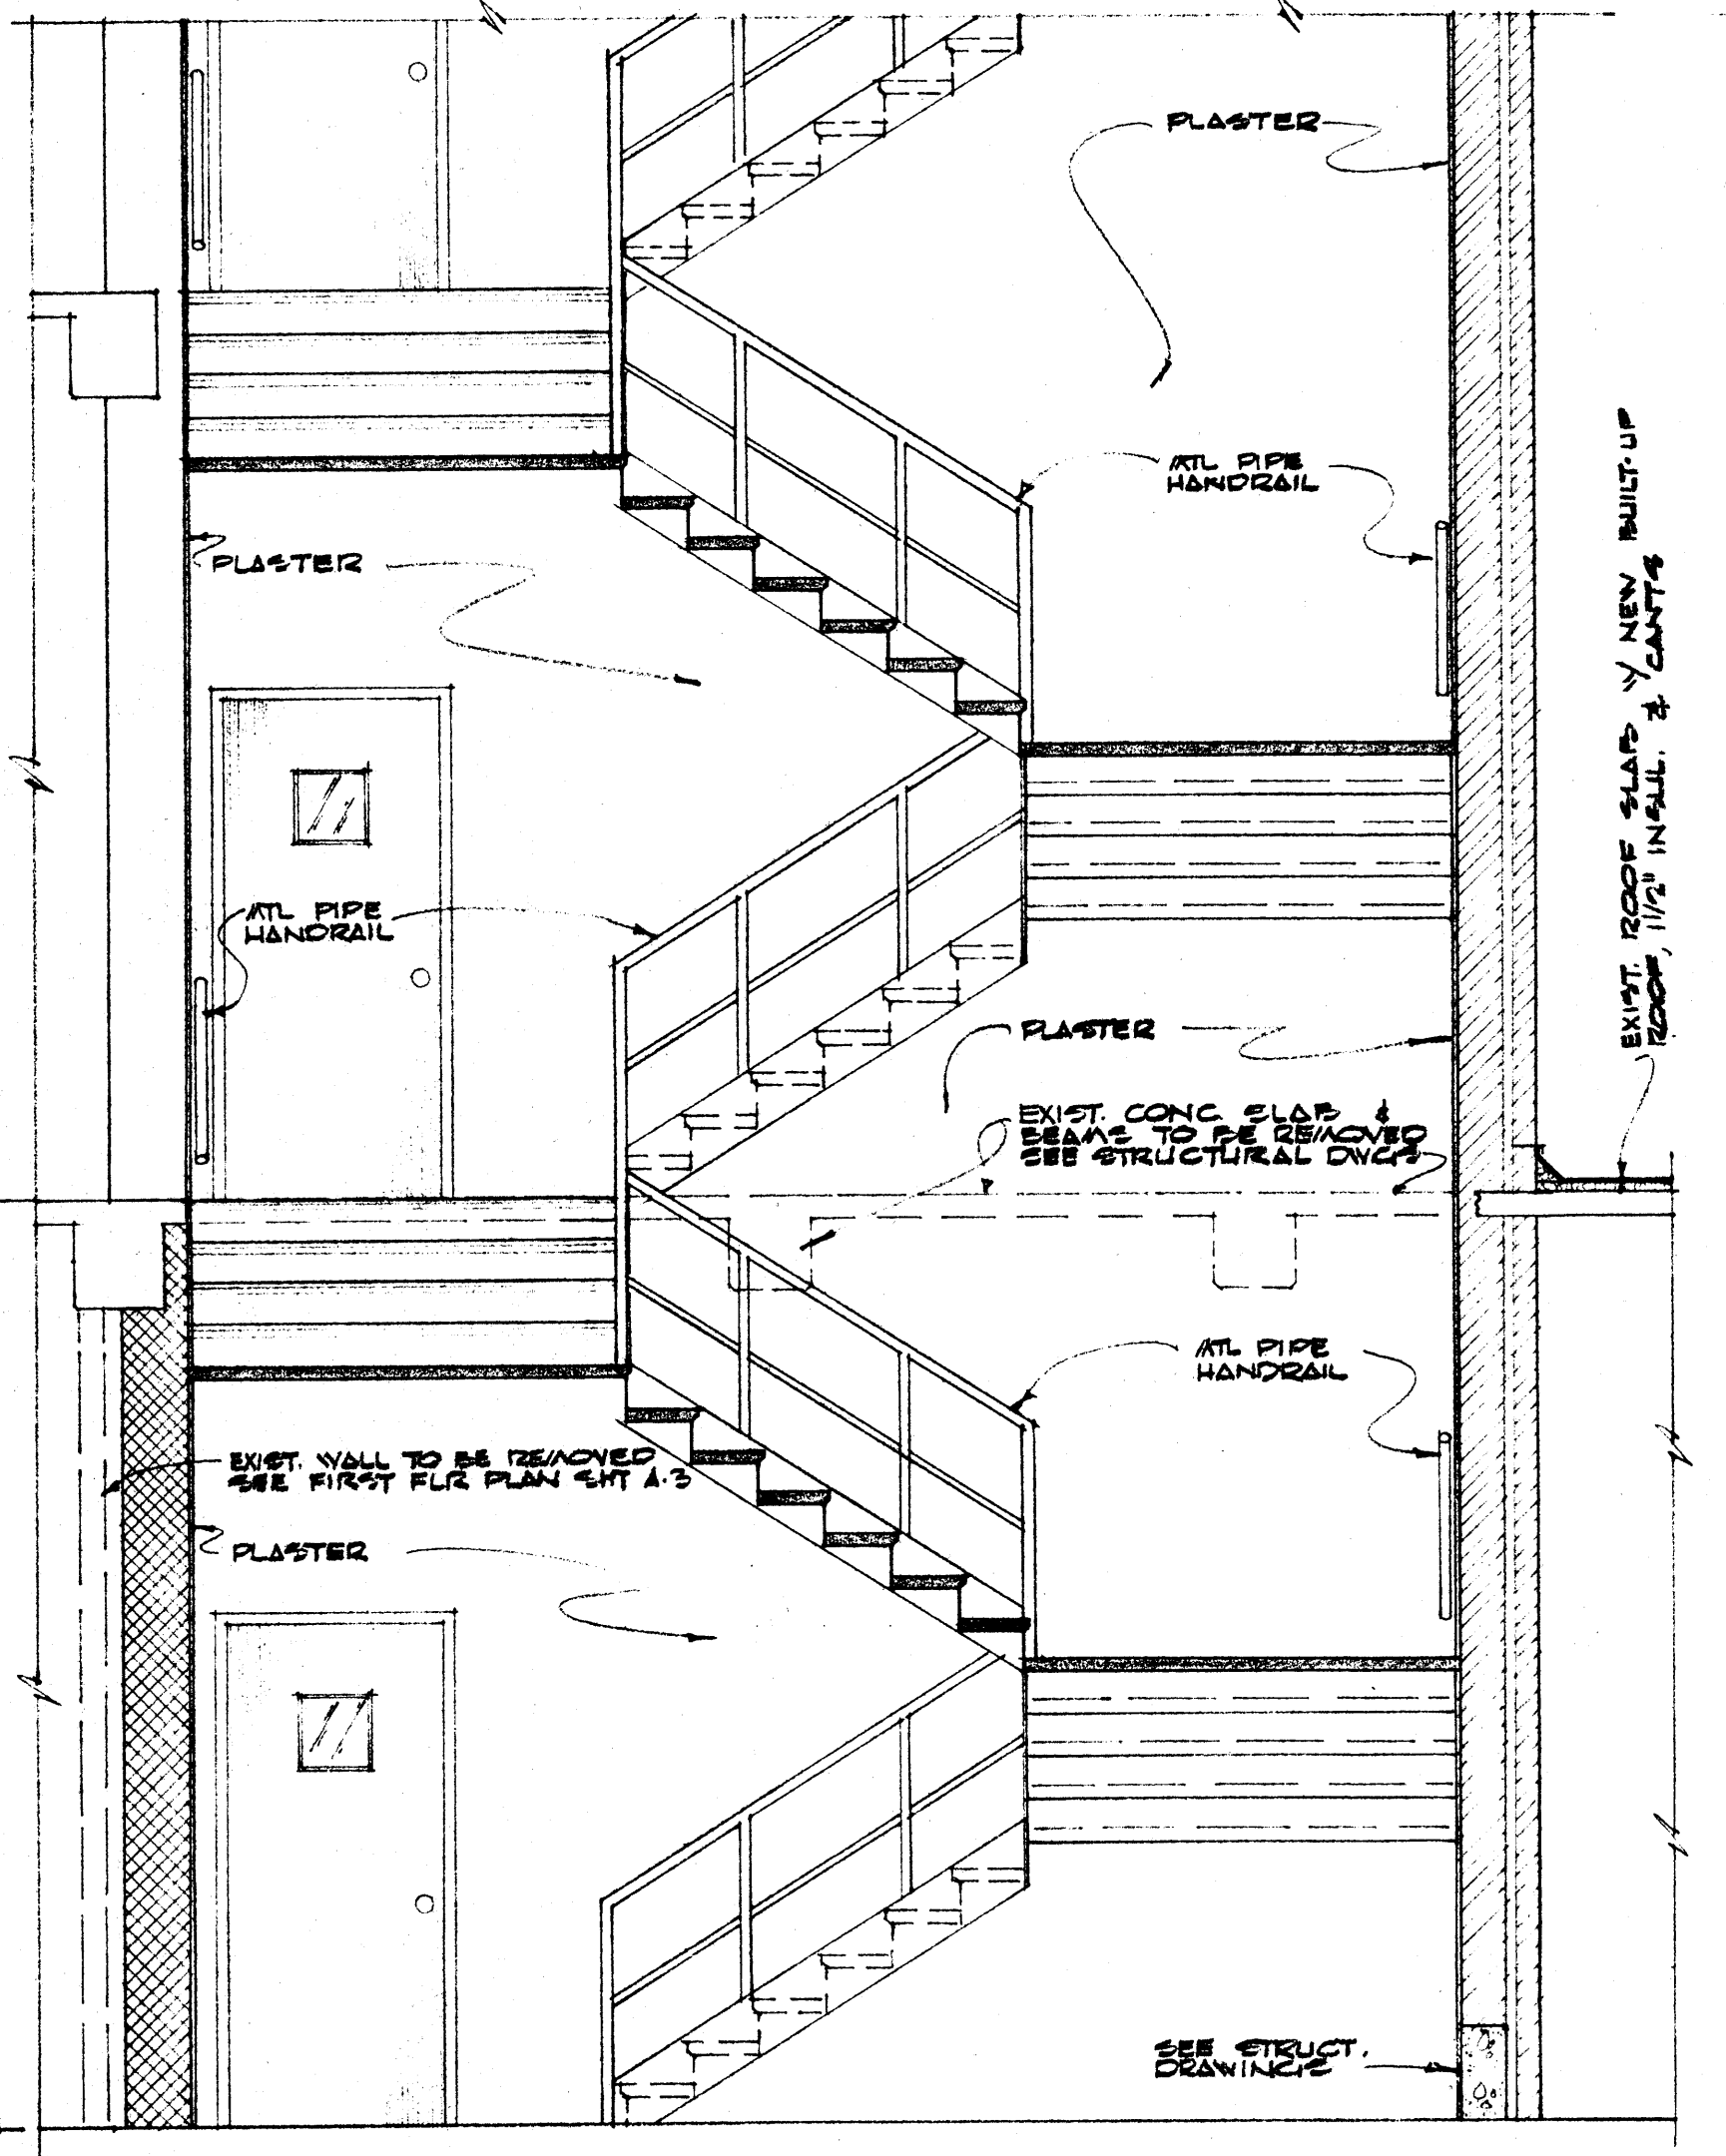 PLASTER
MTL PIPE
HANDRAIL
PLASTER
EXIST. ROOF SLAB W/ NEW BUILT-UP
ROOF, 1 1/2" INSUL. & CANTS
MTL PIPE
HANDRAIL
PLASTER
EXIST. CONC. SLAB &
BEAMS TO BE REMOVED
SEE STRUCTURAL DWGS
MTL PIPE
HANDRAIL
EXIST. WALL TO BE REMOVED
SEE FIRST FLR PLAN SHT A.3
PLASTER
SEE STRUCT.
DRAWINGS